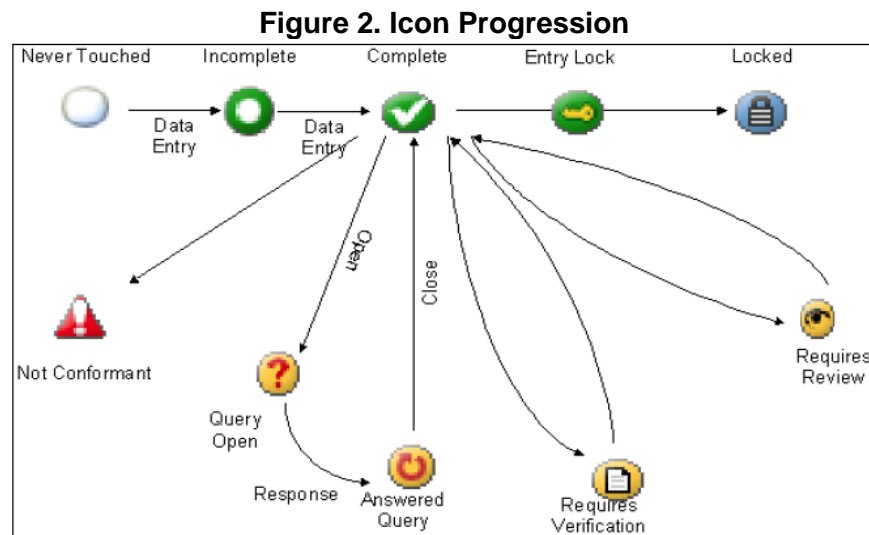 Figure 2. Icon Progression
Never Touched
Incomplete
Complete
Entry Lock
Locked
Data
Entry
Data
Entry
Open
Close
Not Conformant
Requires
Review
Query
Open
Response
Answered
Query
Requires
Verification